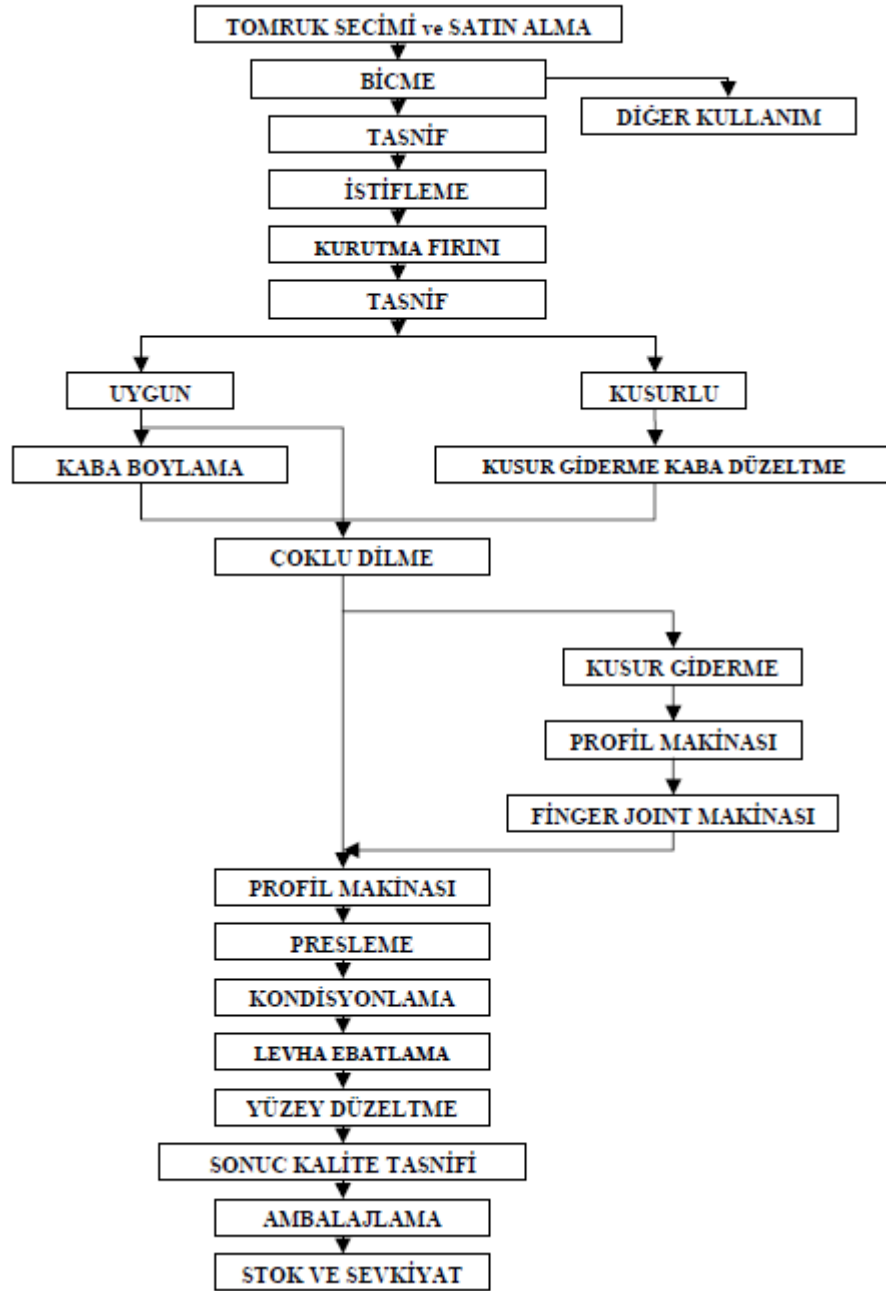 TOMRUK SECİMİ ve SATIN ALMA
BİCME
DİĞER KULLANIM
TASNİF
İSTİFLEME
KURUTMA FIRINI
TASNİF
UYGUN
KUSURLU
KABA BOYLAMA
KUSUR GİDERME KABA DÜZELTME
COKLU DİLME
KUSUR GİDERME
PROFİL MAKİNASI
FİNGER JOINT MAKİNASI
PROFİL MAKİNASI
PRESLEME
KONDİSYONLAMA
LEVHA EBATLAMA
YÜZEY DÜZELTME
SONUC KALİTE TASNİFİ
AMBALAJLAMA
STOK VE SEVKİYAT